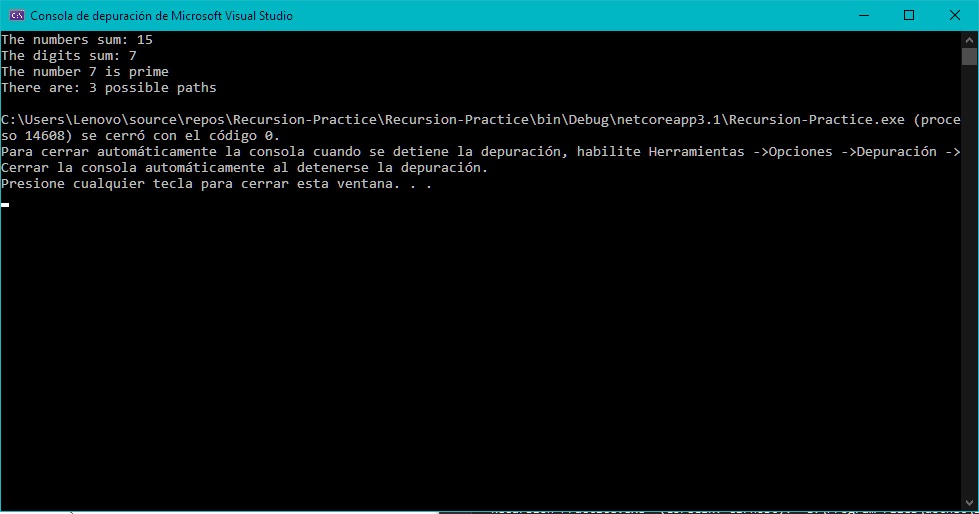 Consola de depuración de Microsoft Visual Studio
The numbers sum: 15
The digits sum: 7
The number 7 is prime
There are: 3 possible paths
C:\Users\Lenovo\source\repos\Recursion-Practice\Recursion-Practice\bin\Debug\netcoreapp3.1\Recursion-Practice.exe (proce
so 14608) se cerró con el código 0.
Para cerrar automáticamente la consola cuando se detiene la depuración, habilite Herramientas ->Opciones ->Depuración ->
Cerrar la consola automáticamente al detenerse la depuración.
Presione cualquier tecla para cerrar esta ventana. . .